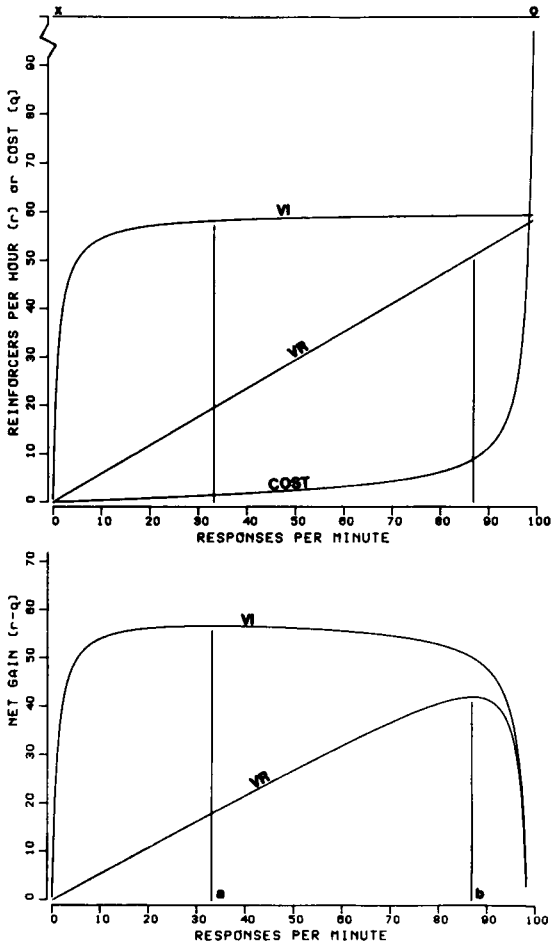 X O
REINFORCERS PER HOUR (r) or COST (q)
90
80
70
60
50
40
30
20
10
0
VI
VR
COST
0 10 20 30 40 50 60 70 80 90 100
RESPONSES PER MINUTE
NET GAIN (r-q)
70
60
50
40
30
20
10
0
VI
VR
a b
0 10 20 30 40 50 60 70 80 90 100
RESPONSES PER MINUTE